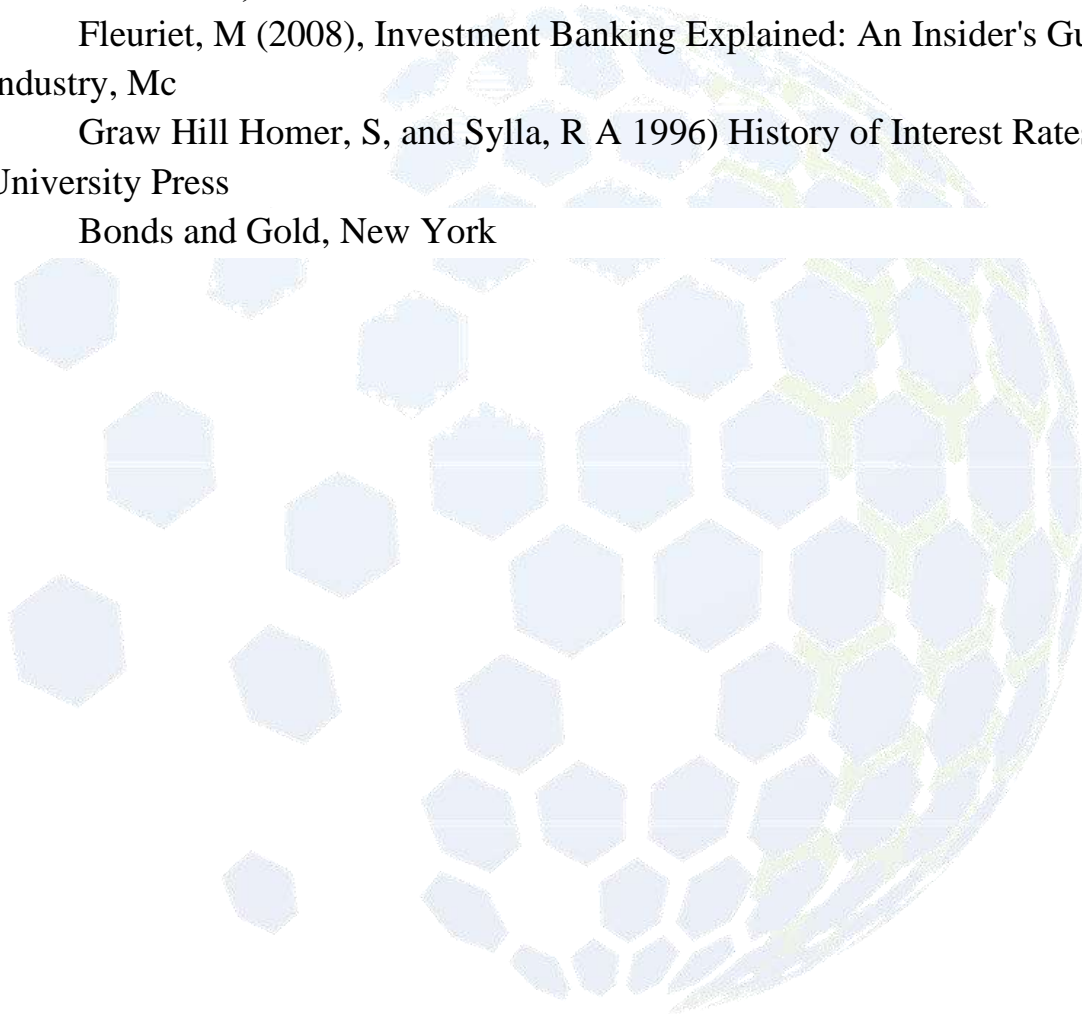 Fleuriet, M (2008), Investment Banking Explained: An Insider's Gu
ndustry, Mc
Graw Hill Homer, S, and Sylla, R A 1996) History of Interest Rates
University Press
Bonds and Gold, New York